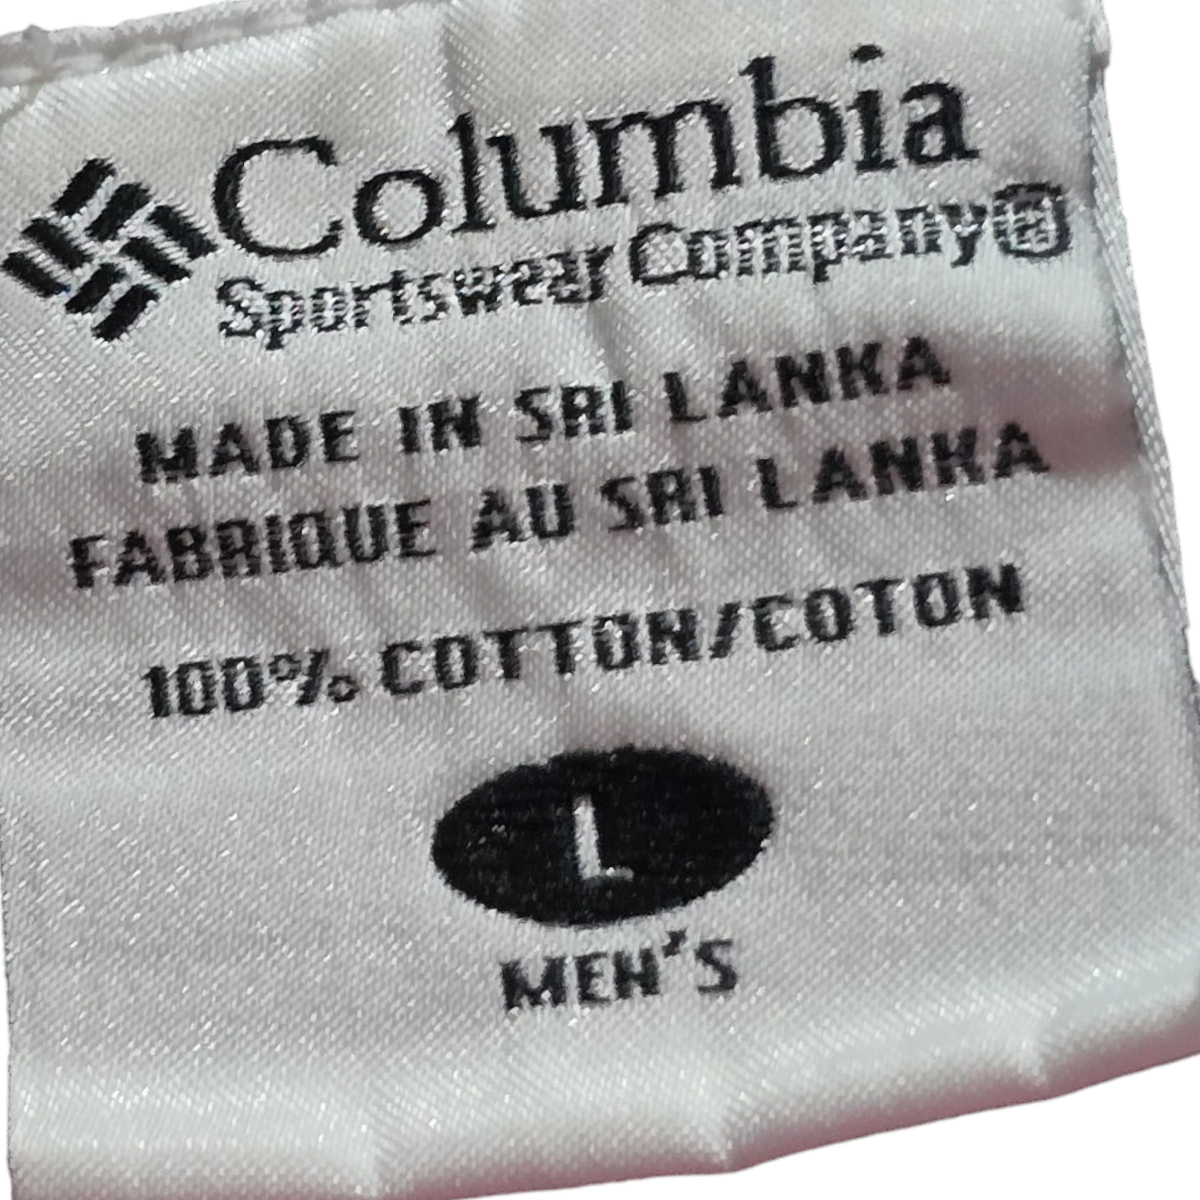 Columbia
Sportswear Company®
MADE IN SRI LANKA
FABRIQUE AU SRI LANKA
100% COTTON/COTON
L
MEN'S